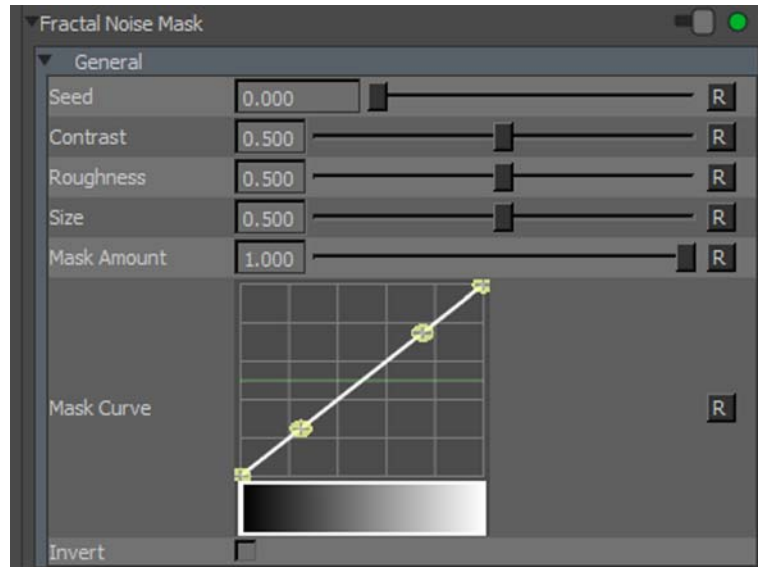 Fractal Noise Mask
General
Seed 0.000 R
Contrast 0.500 R
Roughness 0.500 R
Size 0.500 R
Mask Amount 1.000 R
Mask Curve R
Invert